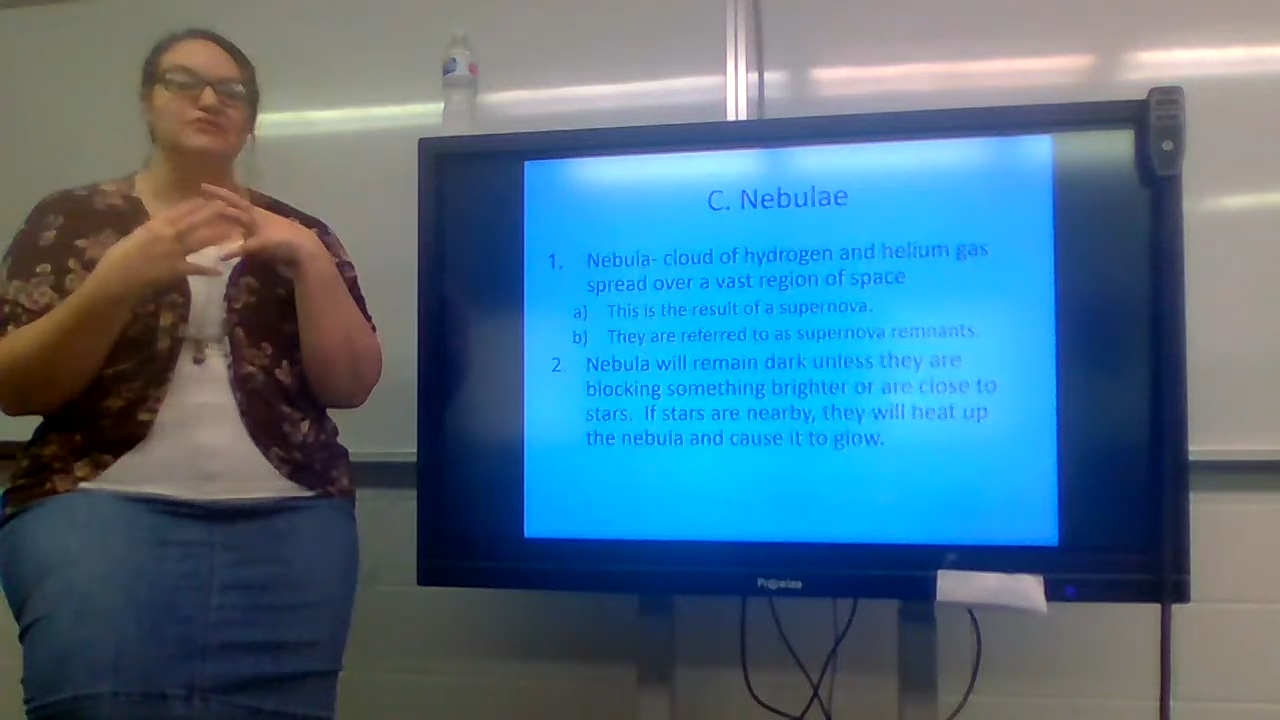 C. Nebulae
1. Nebula- cloud of hydrogen and helium gas
spread over a vast region of space
a) This is the result of a supernova.
b) They are referred to as supernova remnants.
2. Nebula will remain dark unless they are
blocking something brighter or are close to
stars. If stars are nearby, they will heat up
the nebula and cause it to glow.